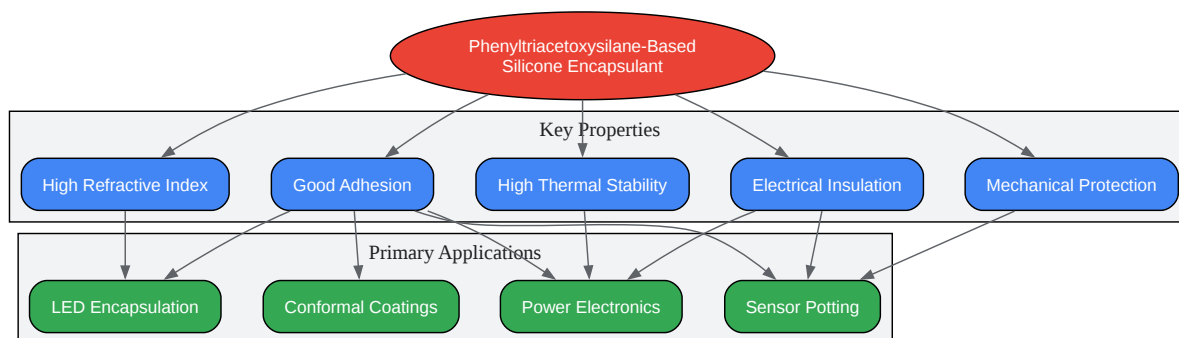 Phenyltriacetoxysilane-Based
Silicone Encapsulant
Key Properties
High Refractive Index
Good Adhesion
High Thermal Stability
Electrical Insulation
Mechanical Protection
Primary Applications
LED Encapsulation
Conformal Coatings
Power Electronics
Sensor Potting